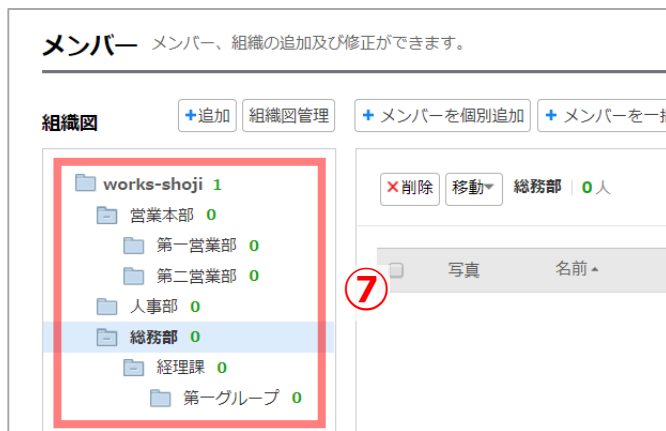 メンバー メンバー、組織の追加及び修正ができます。
組織図 +追加 組織図管理 + メンバーを個別追加 + メンバーを一
works-shoji 1
営業本部 0
第一営業部 0
第二営業部 0
人事部 0
総務部 0
経理課 0
第一グループ 0
×削除 移動▾ 総務部 | 0人
⑦
写真 名前▴